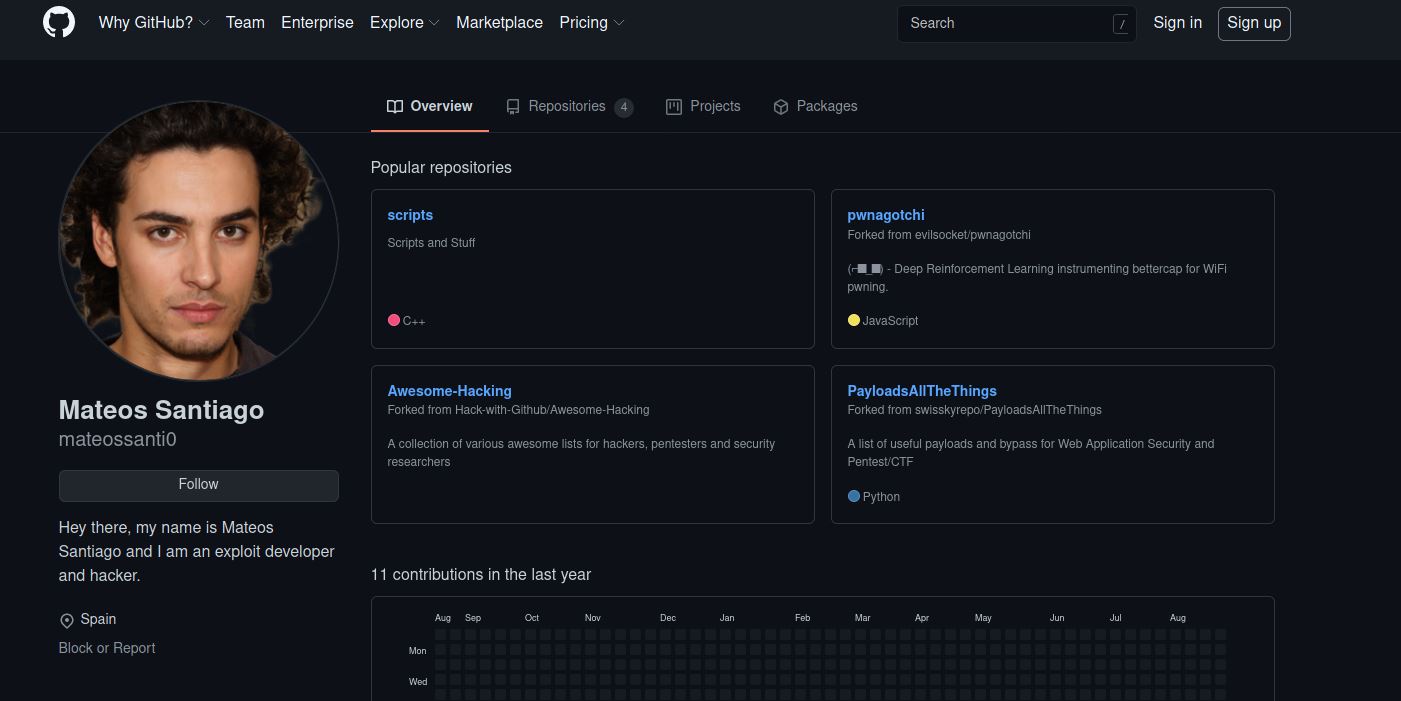 Why GitHub? Team Enterprise Explore Marketplace Pricing Search / Sign in Sign up
Overview Repositories 4 Projects Packages
Mateos Santiago
mateossanti0
Follow
Hey there, my name is Mateos
Santiago and I am an exploit developer
and hacker.
Spain
Block or Report
Popular repositories
scripts
Scripts and Stuff
C++
pwnagotchi
Forked from evilsocket/pwnagotchi
(⌐■_■) - Deep Reinforcement Learning instrumenting bettercap for WiFi
pwning.
JavaScript
Awesome-Hacking
Forked from Hack-with-Github/Awesome-Hacking
A collection of various awesome lists for hackers, pentesters and security
researchers
PayloadsAllTheThings
Forked from swisskyrepo/PayloadsAllTheThings
A list of useful payloads and bypass for Web Application Security and
Pentest/CTF
Python
11 contributions in the last year
Aug Sep Oct Nov Dec Jan Feb Mar Apr May Jun Jul Aug
Mon
Wed